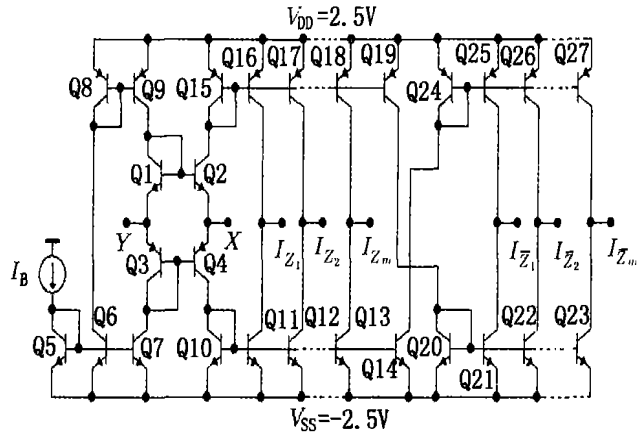 V_DD=2.5V
Q8 Q9 Q15 Q16 Q17 Q18 Q19 Q24 Q25 Q26 Q27
Q1 Q2
Y X I_Z₁ I_Z₂ I_Zₘ I_Z̅₁ I_Z̅₂ I_Z̅ₘ
Q3 Q4
I_B
Q5 Q6 Q7 Q10 Q11 Q12 Q13 Q14 Q20 Q21 Q22 Q23
V_SS=-2.5V